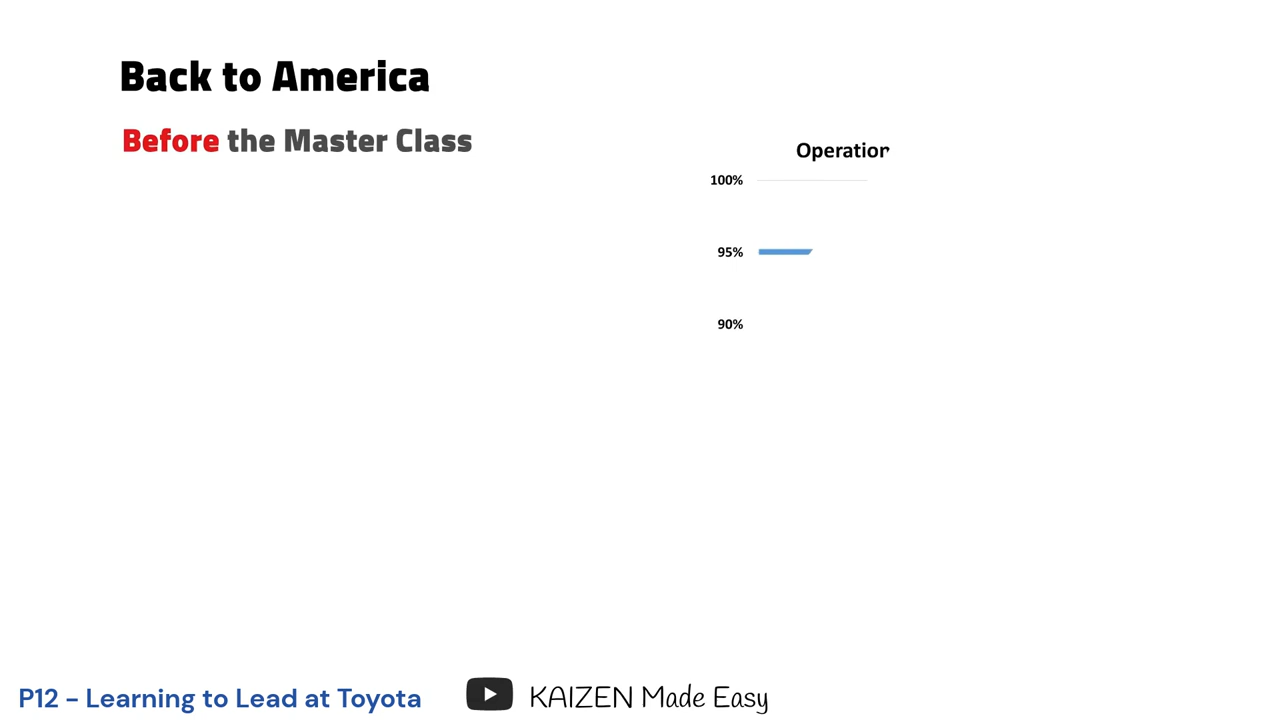 Back to America
Before the Master Class
100%
95%
90%
P12 - Learning to Lead at Toyota
KAIZEN Made Easy